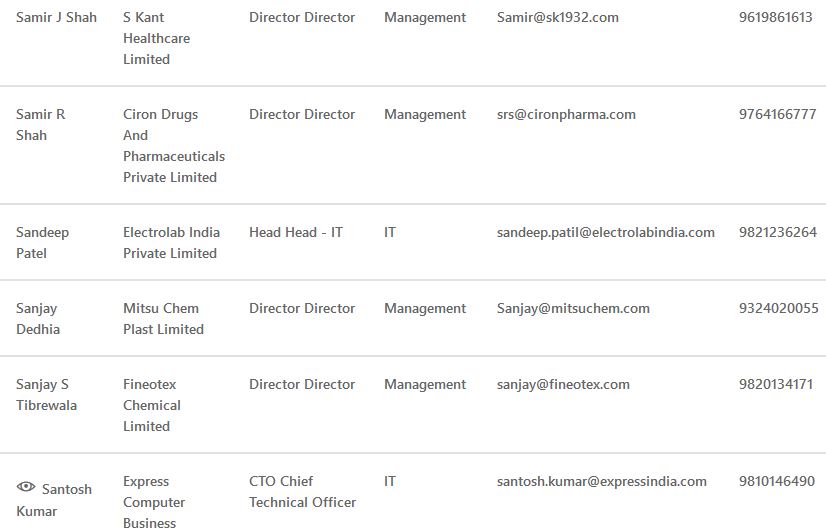 Samir J Shah S Kant Director Director Management Samir@sk1932.com 9619861613
Healthcare
Limited
Samir R Ciron Drugs Director Director Management srs@cironpharma.com 9764166777
Shah And
Pharmaceuticals
Private Limited
Sandeep Electrolab India Head Head - IT IT sandeep.patil@electrolabindia.com 9821236264
Patel Private Limited
Sanjay Mitsu Chem Director Director Management Sanjay@mitsuchem.com 9324020055
Dedhia Plast Limited
Sanjay S Fineotex Director Director Management sanjay@fineotex.com 9820134171
Tibrewala Chemical
Limited
Santosh Express CTO Chief IT santosh.kumar@expressindia.com 9810146490
Kumar Computer Technical Officer
Business